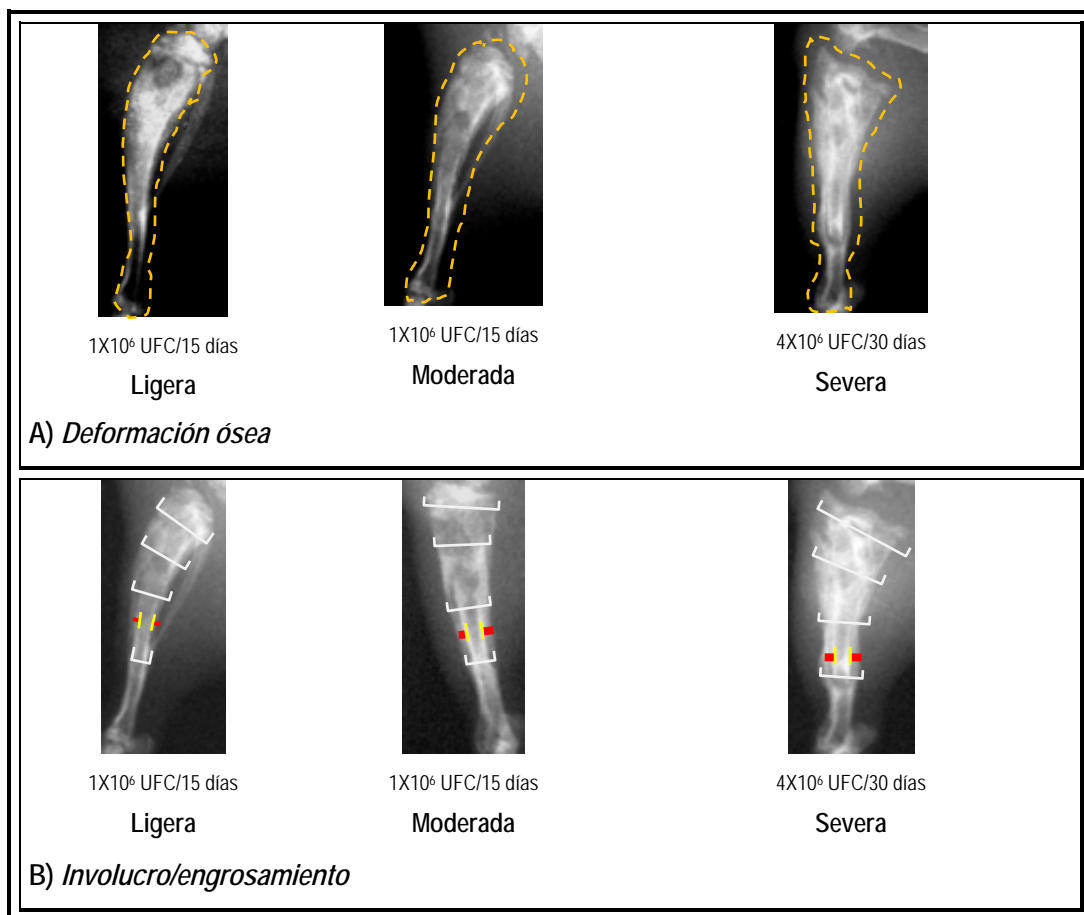 1X10⁶ UFC/15 días
1X10⁶ UFC/15 días
4X10⁶ UFC/30 días
Ligera
Moderada
Severa
A) Deformación ósea
1X10⁶ UFC/15 días
1X10⁶ UFC/15 días
4X10⁶ UFC/30 días
Ligera
Moderada
Severa
B) Involucro/engrosamiento